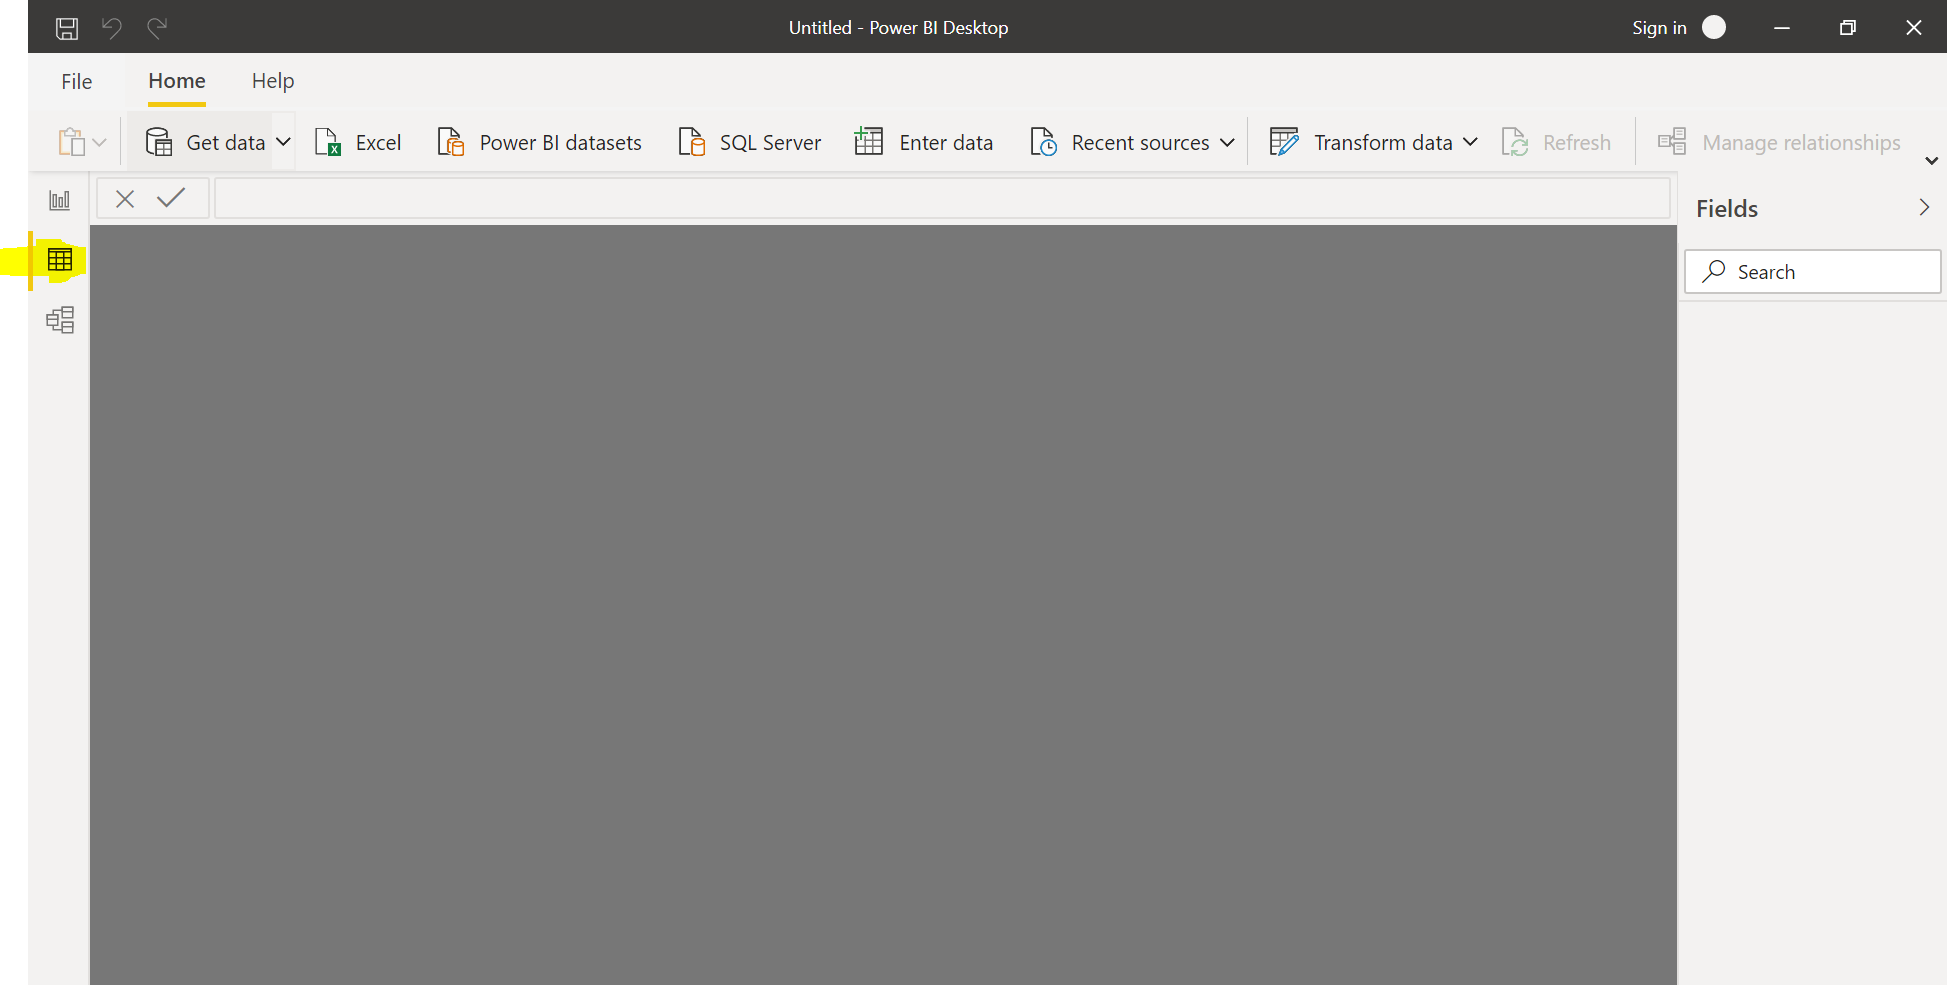 Untitled - Power BI Desktop
Sign in
File Home Help
Get data Excel Power BI datasets SQL Server Enter data Recent sources Transform data Refresh Manage relationships
Fields
Search